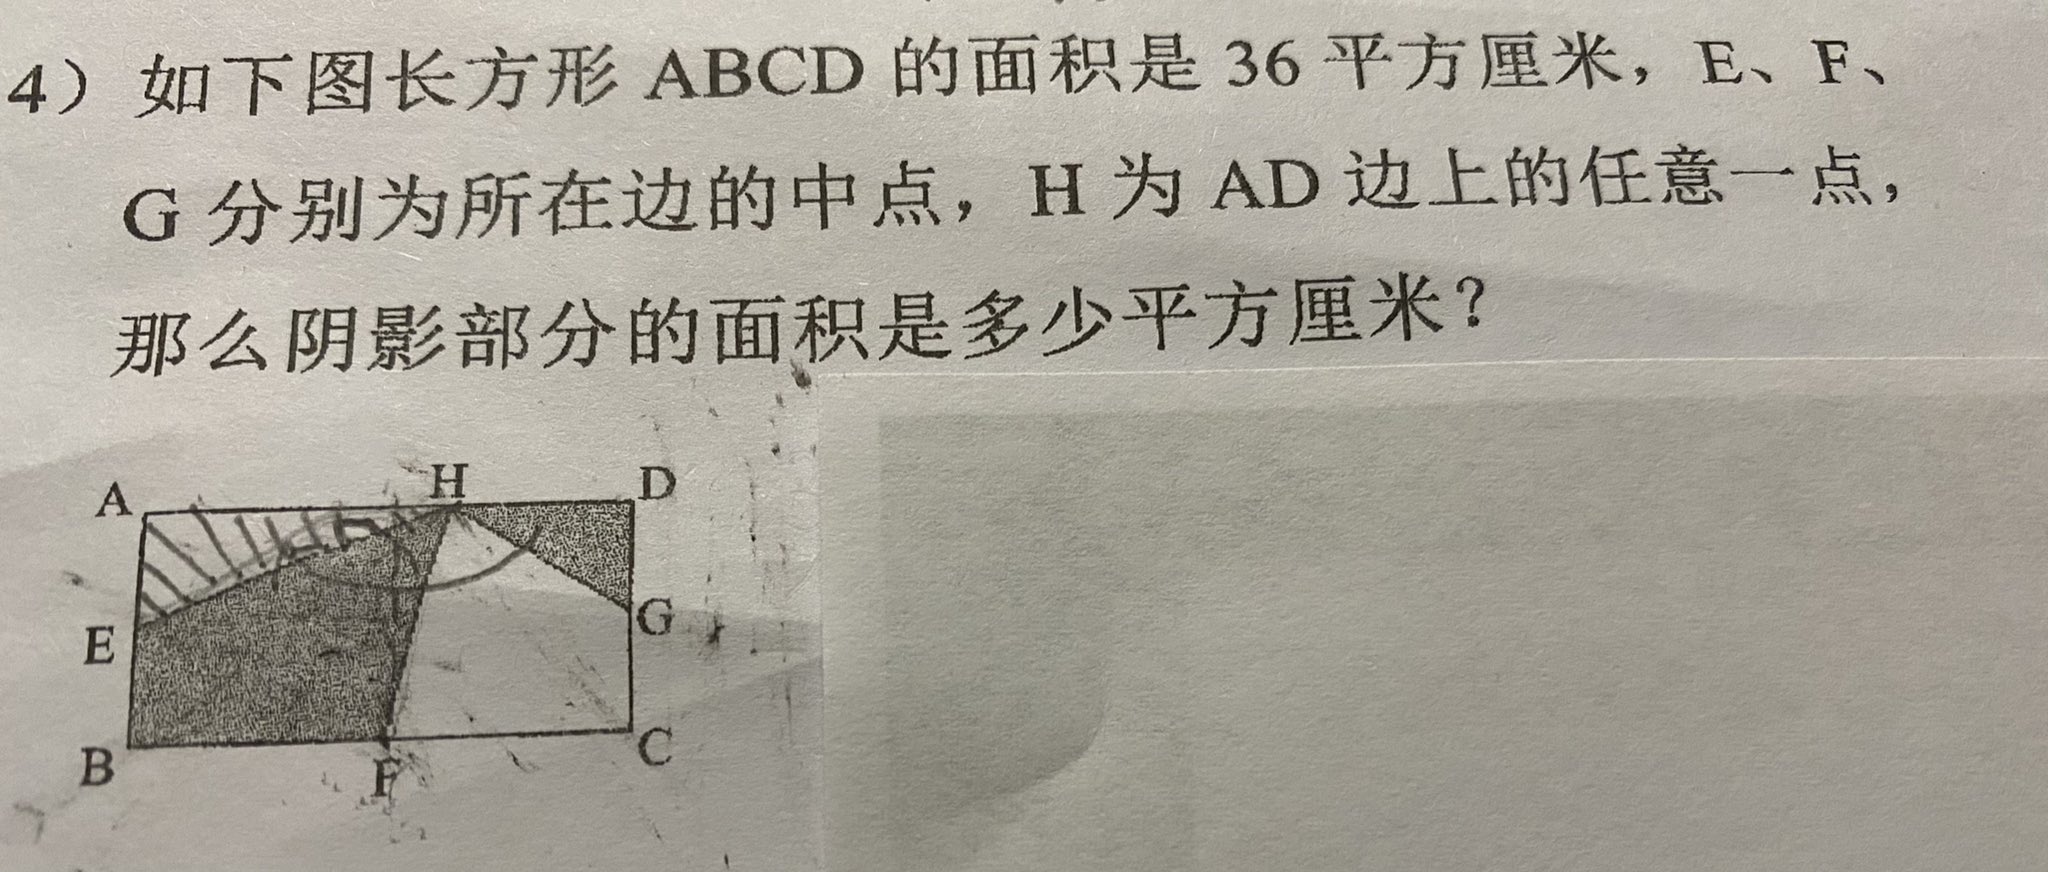 4）如下图长方形 ABCD 的面积是 36 平方厘米，E、F、
G 分别为所在边的中点，H 为 AD 边上的任意一点，
那么阴影部分的面积是多少平方厘米？
A H D
E G
B F C